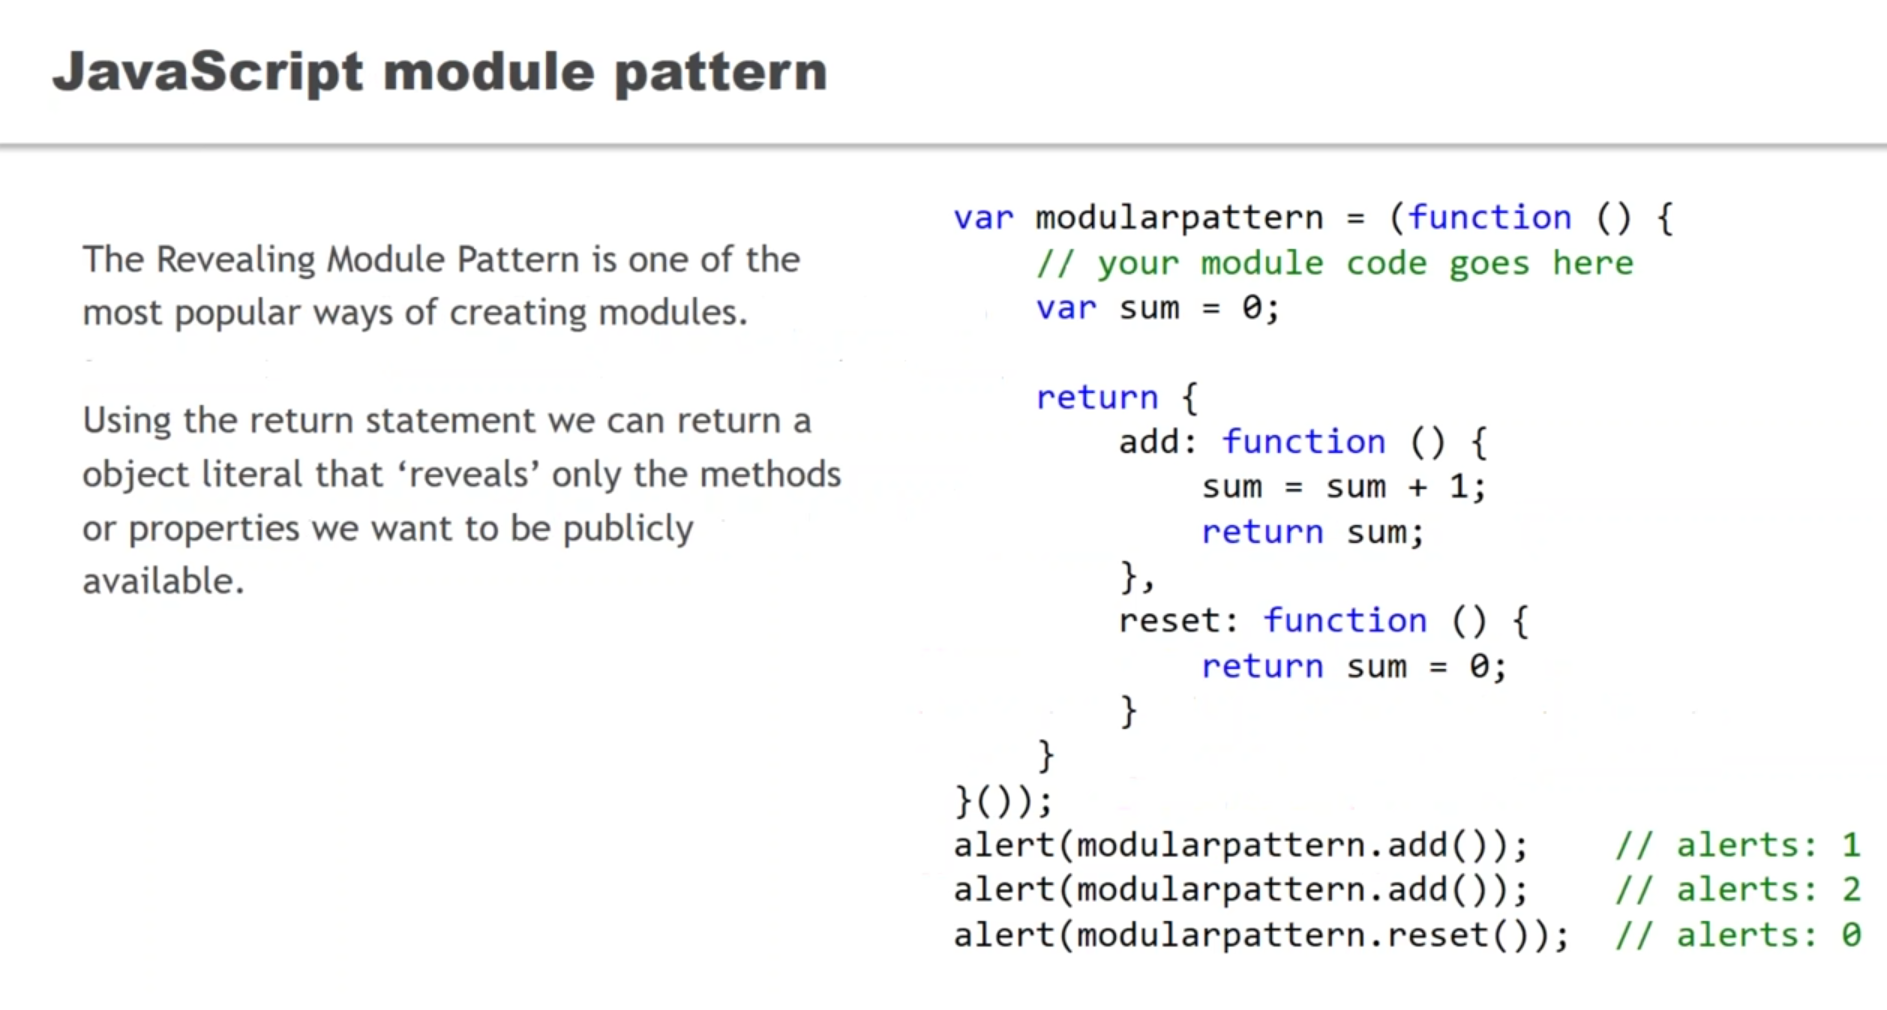 JavaScript module pattern
The Revealing Module Pattern is one of the
most popular ways of creating modules.
Using the return statement we can return a
object literal that ‘reveals’ only the methods
or properties we want to be publicly
available.
var modularpattern = (function () {
    // your module code goes here
    var sum = 0;
    return {
        add: function () {
            sum = sum + 1;
            return sum;
        },
        reset: function () {
            return sum = 0;
        }
    }
}());
alert(modularpattern.add());    // alerts: 1
alert(modularpattern.add());    // alerts: 2
alert(modularpattern.reset());  // alerts: 0